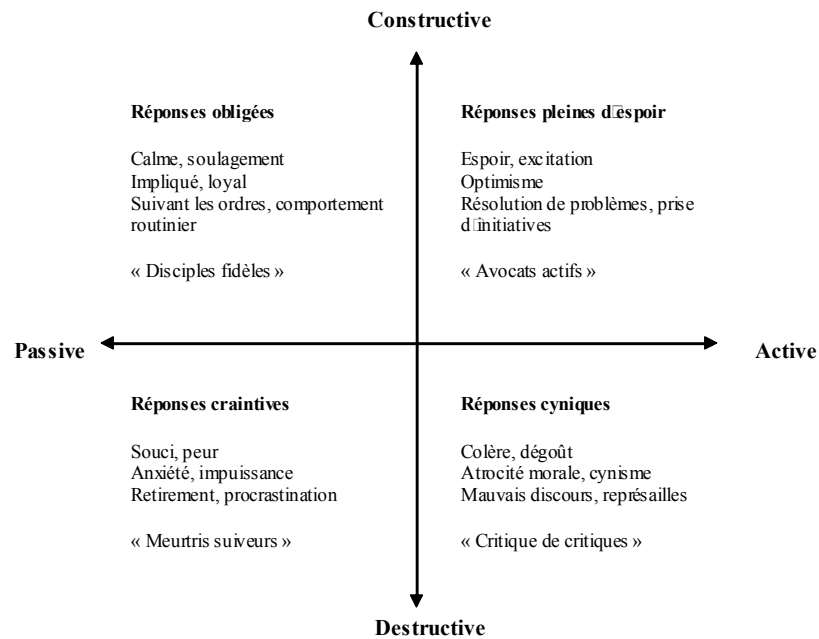 Constructive
Réponses obligées
Calme, soulagement
Impliqué, loyal
Suivant les ordres, comportement
routinier
« Disciples fidèles »
Réponses pleines d□espoir
Espoir, excitation
Optimisme
Résolution de problèmes, prise
d□initiatives
« Avocats actifs »
Passive
Active
Réponses craintives
Souci, peur
Anxiété, impuissance
Retirement, procrastination
« Meurtris suiveurs »
Réponses cyniques
Colère, dégoût
Atrocité morale, cynisme
Mauvais discours, représailles
« Critique de critiques »
Destructive